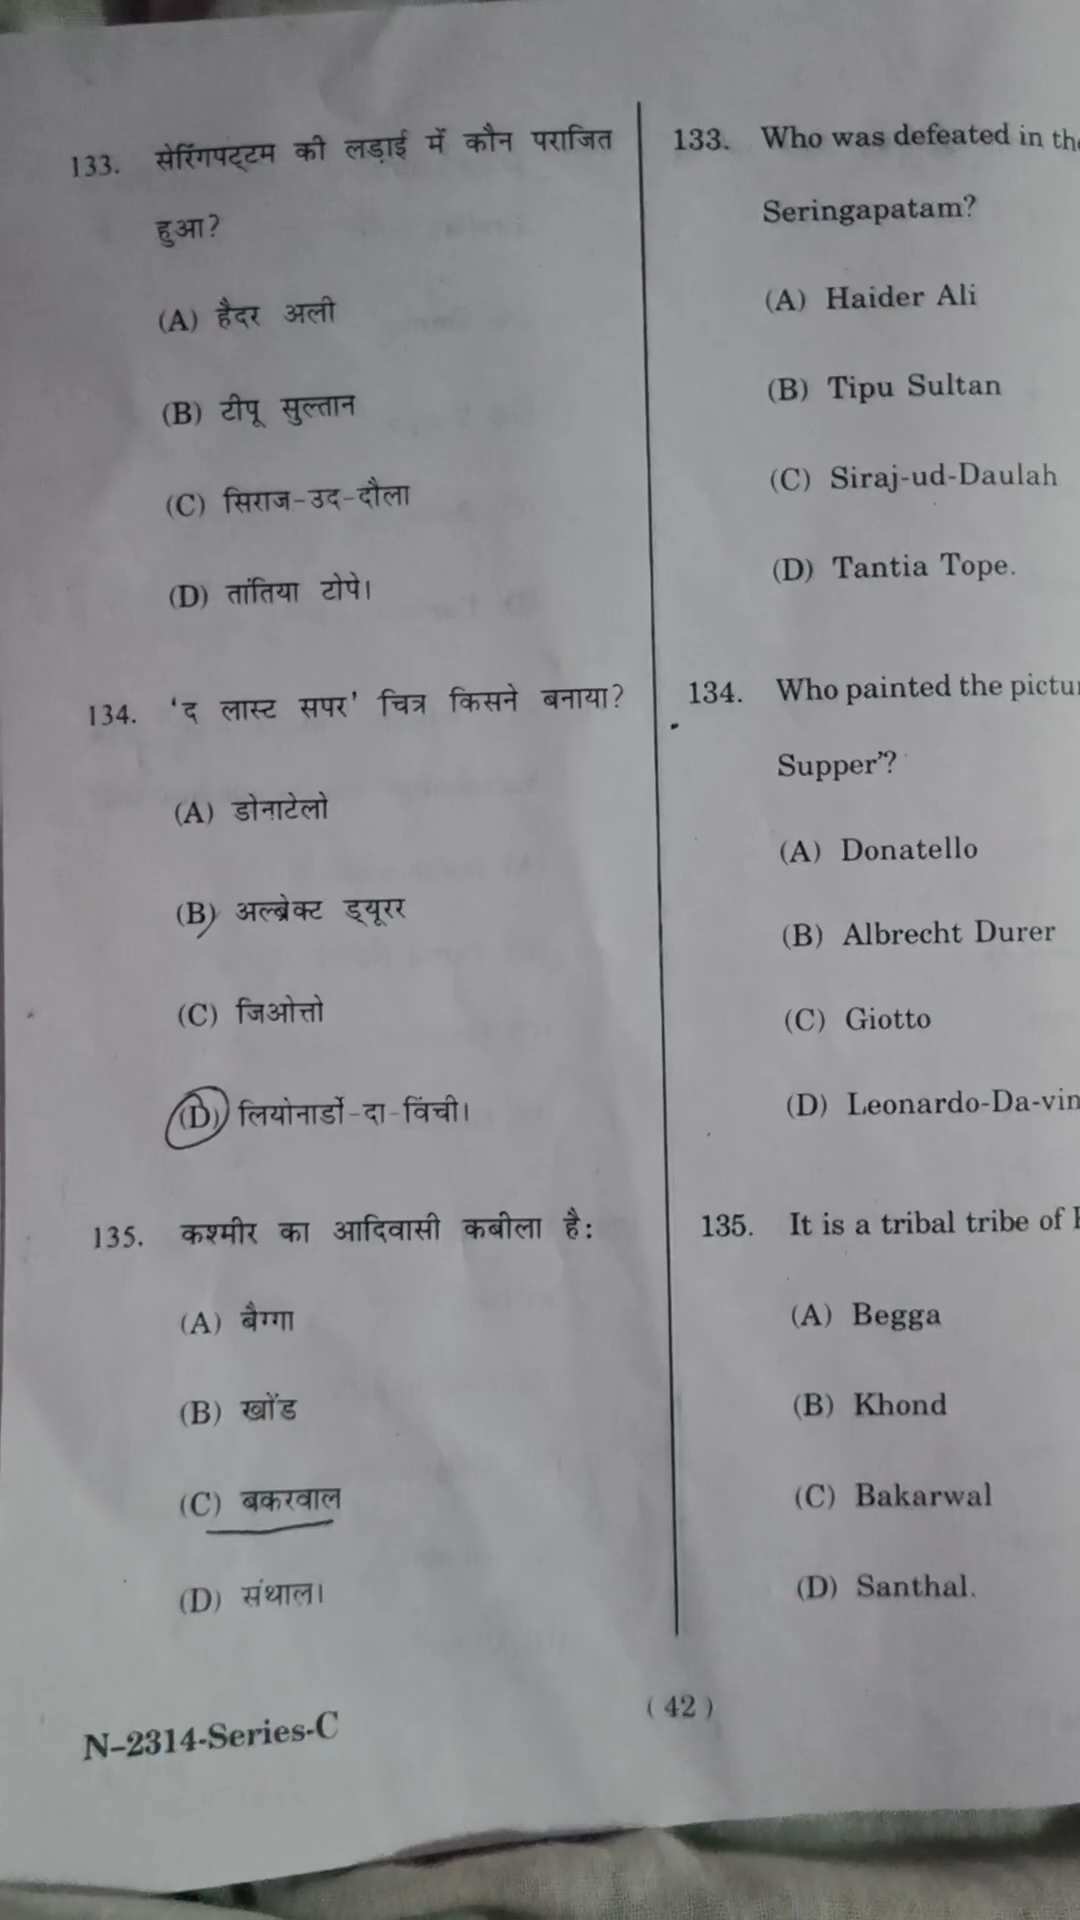 133. सेरिंगपट्टम की लड़ाई में कौन पराजित
हुआ?
(A) हैदर अली
(B) टीपू सुल्तान
(C) सिराज-उद-दौला
(D) तांतिया टोपे।
134. 'द लास्ट सपर' चित्र किसने बनाया?
(A) डोनाटेलो
(B) अल्ब्रेक्ट ड्यूरर
(C) जिओत्तो
(D) लियोनार्डो-दा-विंची।
135. कश्मीर का आदिवासी कबीला है:
(A) बैग्गा
(B) खोंड
(C) बकरवाल
(D) संथाल।
133. Who was defeated in
Seringapatam?
(A) Haider Ali
(B) Tipu Sultan
(C) Siraj-ud-Daulah
(D) Tantia Tope.
134. Who painted the
Supper'?
(A) Donatello
(B) Albrecht Durer
(C) Giotto
(D) Leonardo-Da-vin
135. It is a tribal tribe of
(A) Begga
(B) Khond
(C) Bakarwal
(D) Santhal.
N-2314-Series-C
(42)